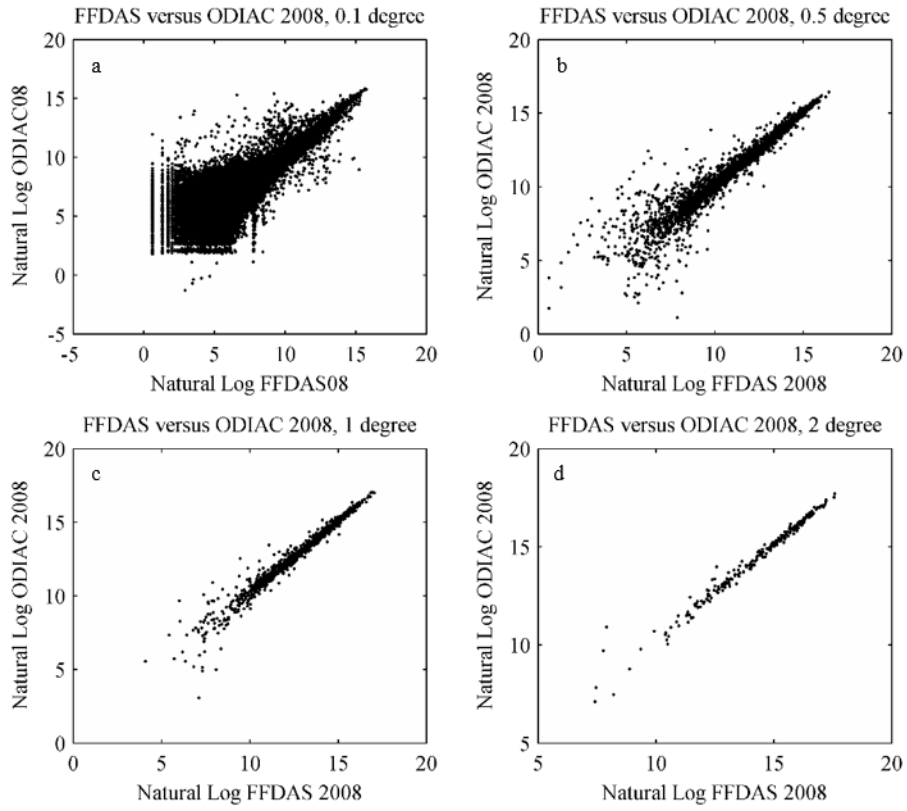 FFDAS versus ODIAC 2008, 0.1 degree
a
20
15
10
5
0
-5
Natural Log ODIAC08
-5 0 5 10 15 20
Natural Log FFDAS08
FFDAS versus ODIAC 2008, 0.5 degree
b
20
15
10
5
0
Natural Log ODIAC 2008
0 5 10 15 20
Natural Log FFDAS 2008
FFDAS versus ODIAC 2008, 1 degree
c
20
15
10
5
0
Natural Log ODIAC 2008
0 5 10 15 20
Natural Log FFDAS 2008
FFDAS versus ODIAC 2008, 2 degree
d
20
15
10
5
Natural Log ODIAC 2008
5 10 15 20
Natural Log FFDAS 2008